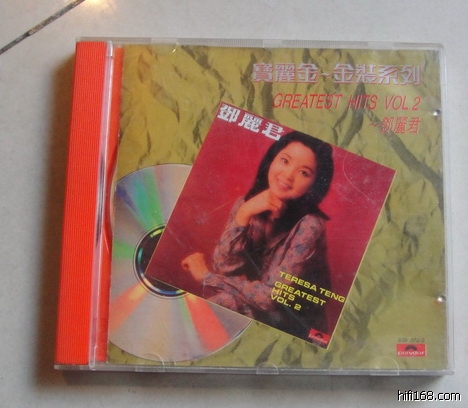 寶麗金-金裝系列
GREATEST HITS VOL.2
~鄧麗君
鄧麗君
TERESA TENG
GREATEST
HITS
VOL. 2
polydor
hifi168.com